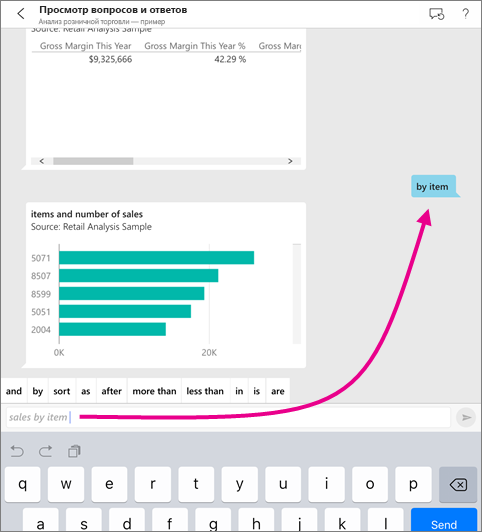 Просмотр вопросов и ответов
Анализ розничной торговли — пример
?
Source: Retail Analysis Sample
Gross Margin This Year Gross Margin This Year % Gross Mar
$9,325,666 42.29 %
by item
items and number of sales
Source: Retail Analysis Sample
5071
8507
8599
5051
2004
0K 20K
and by sort as after more than less than in is are
sales by item
q w e r t y u i o p
a s d f g h j k l Send